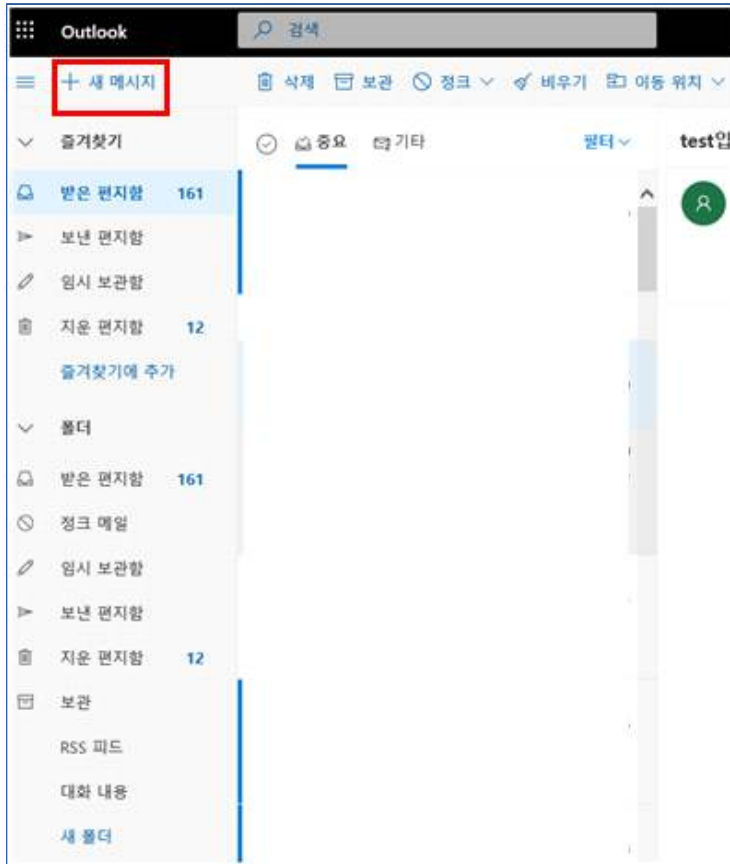 Outlook 검색
+ 새 메시지 삭제 보관 정크 비우기 이동 위치
즐겨찾기 중요 기타 필터 test입
받은 편지함 161
보낸 편지함
임시 보관함
지운 편지함 12
즐겨찾기에 추가
폴더
받은 편지함 161
정크 메일
임시 보관함
보낸 편지함
지운 편지함 12
보관
RSS 피드
대화 내용
새 폴더